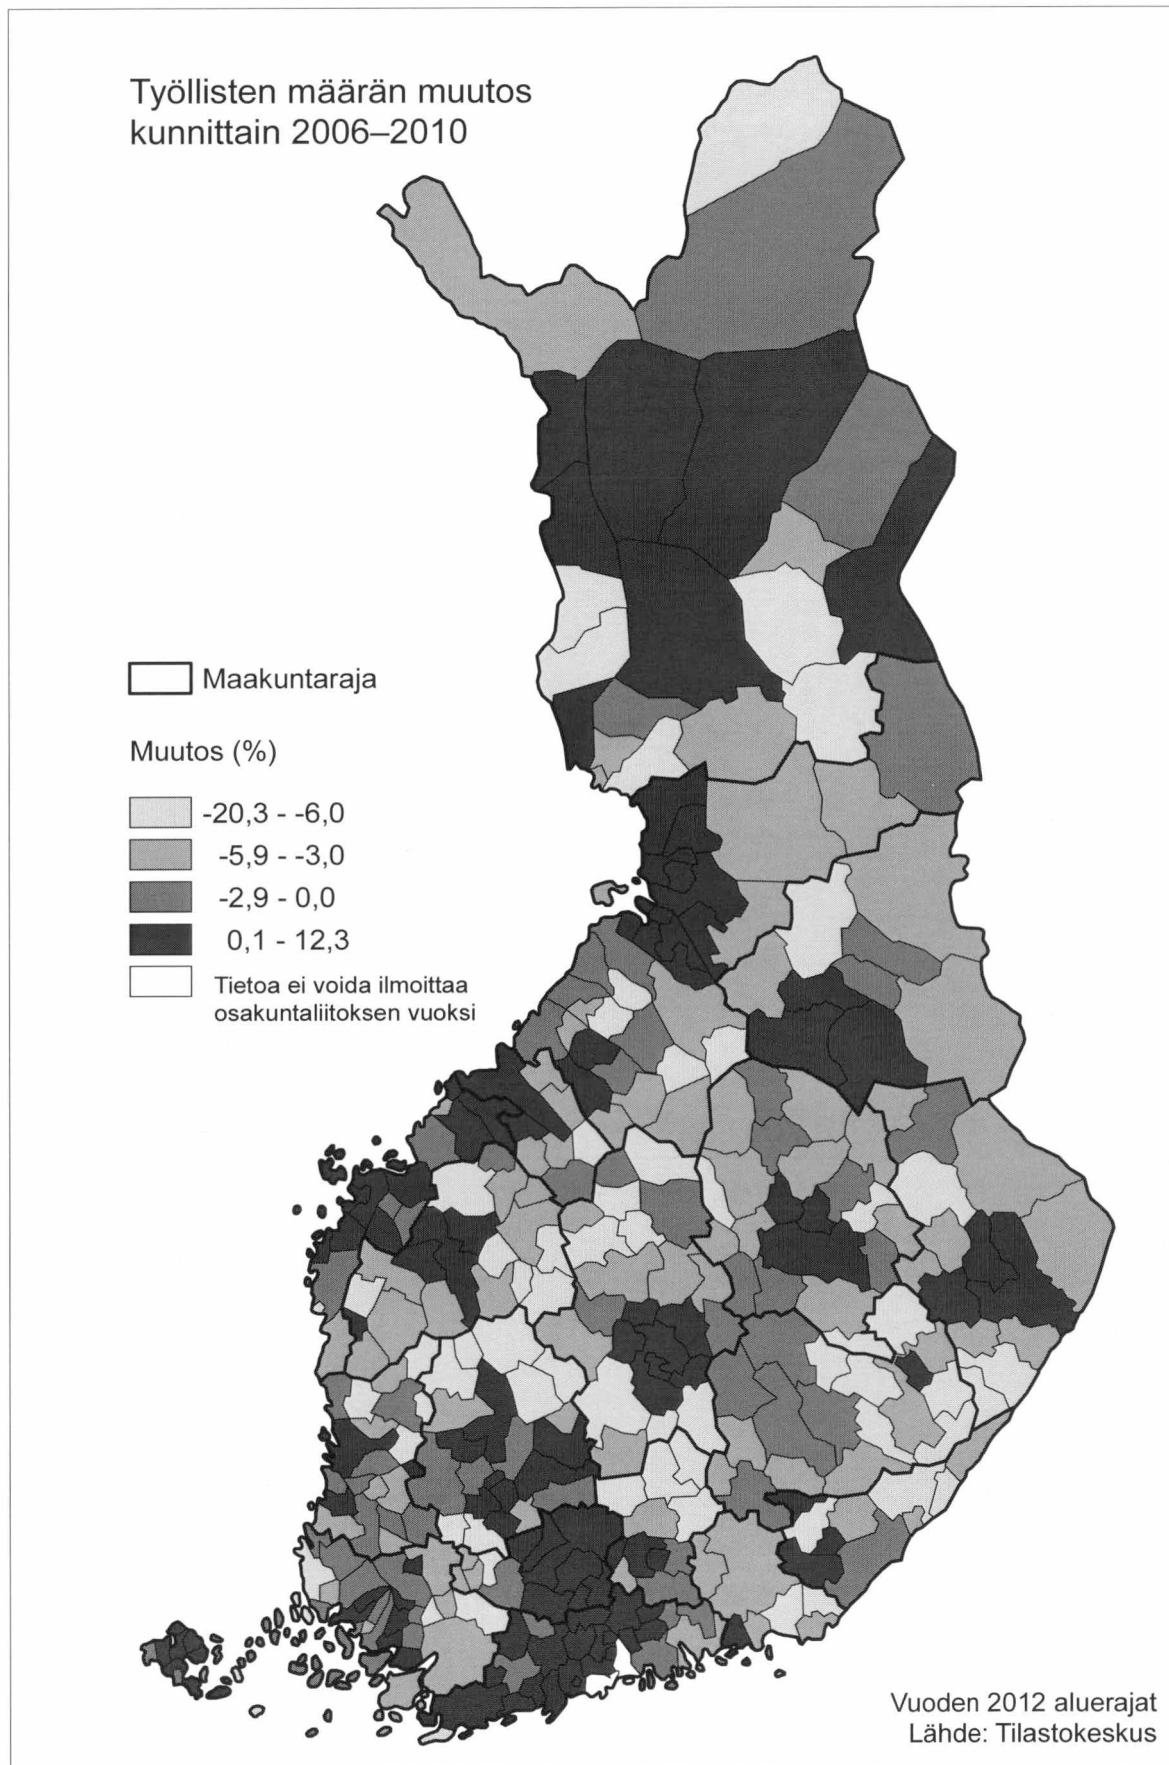 Työllisten määrän muutos
kunnittain 2006–2010
Maakuntaraja
Muutos (%)
-20,3 - -6,0
-5,9 - -3,0
-2,9 - 0,0
0,1 - 12,3
Tietoa ei voida ilmoittaa
osakuntaliitoksen vuoksi
Vuoden 2012 aluerajat
Lähde: Tilastokeskus